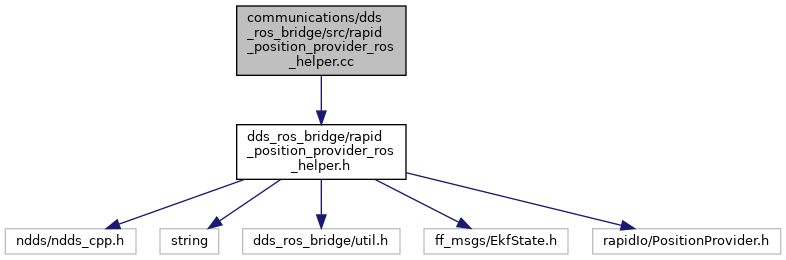 communications/dds
_ros_bridge/src/rapid
_position_provider_ros
_helper.cc
dds_ros_bridge/rapid
_position_provider_ros
_helper.h
ndds/ndds_cpp.h
string
dds_ros_bridge/util.h
ff_msgs/EkfState.h
rapidIo/PositionProvider.h